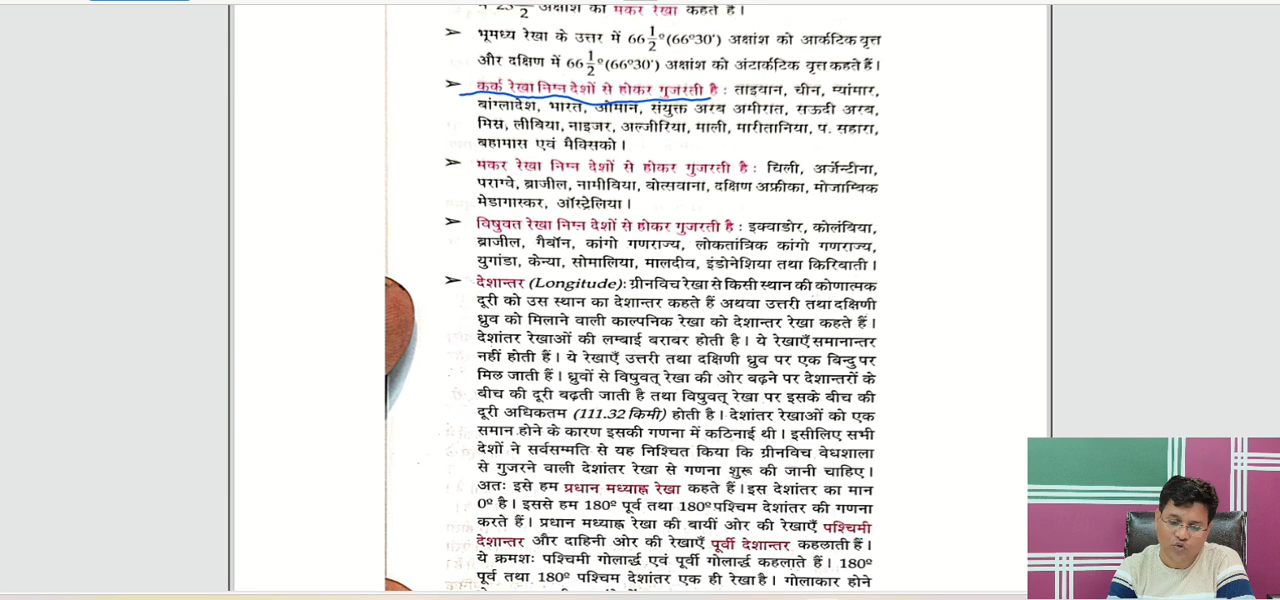 में 23 1/2 अक्षांश को मकर रेखा कहते हैं।
➢ भूमध्य रेखा के उत्तर में 66 1/2° (66°30') अक्षांश को आर्कटिक वृत्त
और दक्षिण में 66 1/2° (66°30') अक्षांश को अंटार्कटिक वृत्त कहते हैं।
➢ कर्क रेखा निम्न देशों से होकर गुजरती है : ताइवान, चीन, म्यांमार,
बांग्लादेश, भारत, ओमान, संयुक्त अरब अमीरात, सऊदी अरब,
मिस्र, लीबिया, नाइजर, अल्जीरिया, माली, मारीतानिया, प. सहारा,
बहामास एवं मैक्सिको।
➢ मकर रेखा निम्न देशों से होकर गुजरती है : चिली, अर्जेन्टीना,
पराग्वे, ब्राजील, नामीबिया, बोत्सवाना, दक्षिण अफ्रीका, मोजाम्बिक
मेडागास्कर, ऑस्ट्रेलिया।
➢ विषुवत रेखा निम्न देशों से होकर गुजरती है : इक्वाडोर, कोलंबिया,
ब्राजील, गैबॉन, कांगो गणराज्य, लोकतांत्रिक कांगो गणराज्य,
युगांडा, केन्या, सोमालिया, मालदीव, इंडोनेशिया तथा किरिबाती।
➢ देशान्तर (Longitude) : ग्रीनविच रेखा से किसी स्थान की कोणात्मक
दूरी को उस स्थान का देशान्तर कहते हैं अथवा उत्तरी तथा दक्षिणी
ध्रुव को मिलाने वाली काल्पनिक रेखा को देशान्तर रेखा कहते हैं।
देशांतर रेखाओं की लम्बाई बराबर होती है। ये रेखाएँ समानान्तर
नहीं होती हैं। ये रेखाएँ उत्तरी तथा दक्षिणी ध्रुव पर एक बिन्दु पर
मिल जाती हैं। ध्रुवों से विषुवत् रेखा की ओर बढ़ने पर देशान्तरों के
बीच की दूरी बढ़ती जाती है तथा विषुवत् रेखा पर इसके बीच की
दूरी अधिकतम (111.32 किमी) होती है। देशांतर रेखाओं को एक
समान होने के कारण इसकी गणना में कठिनाई थी। इसीलिए सभी
देशों ने सर्वसम्मति से यह निश्चित किया कि ग्रीनविच वेधशाला
से गुजरने वाली देशांतर रेखा से गणना शुरू की जानी चाहिए।
अतः इसे हम प्रधान मध्याह्न रेखा कहते हैं। इस देशांतर का मान
0° है। इससे हम 180° पूर्व तथा 180° पश्चिम देशांतर की गणना
करते हैं। प्रधान मध्याह्न रेखा की बायीं ओर की रेखाएँ पश्चिमी
देशान्तर और दाहिनी ओर की रेखाएँ पूर्वी देशान्तर कहलाती हैं।
ये क्रमशः पश्चिमी गोलार्द्ध एवं पूर्वी गोलार्द्ध कहलाते हैं। 180°
पूर्व तथा 180° पश्चिम देशांतर एक ही रेखा है। गोलाकार होने